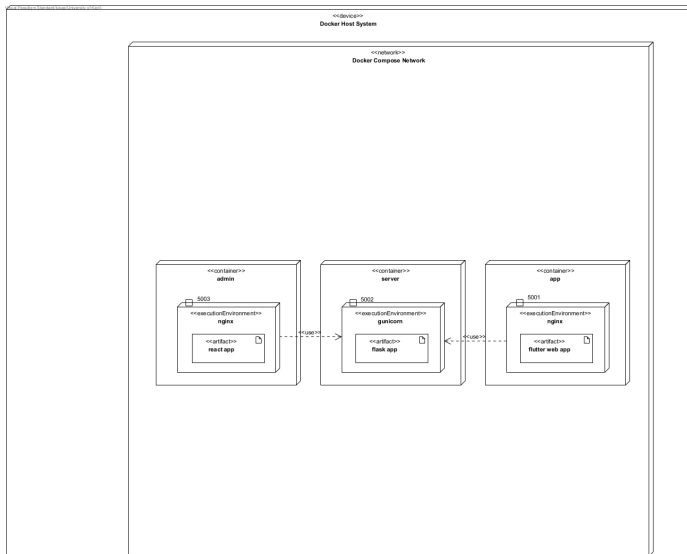 <<device>>
Docker Host System
<<network>>
Docker Compose Network
<<container>>
admin
5003
<<executionEnvironment>>
nginx
<<artifact>>
react app
<<use>>
<<container>>
server
5002
<<executionEnvironment>>
gunicorn
<<artifact>>
flask app
<<use>>
<<container>>
app
5001
<<executionEnvironment>>
nginx
<<artifact>>
flutter web app